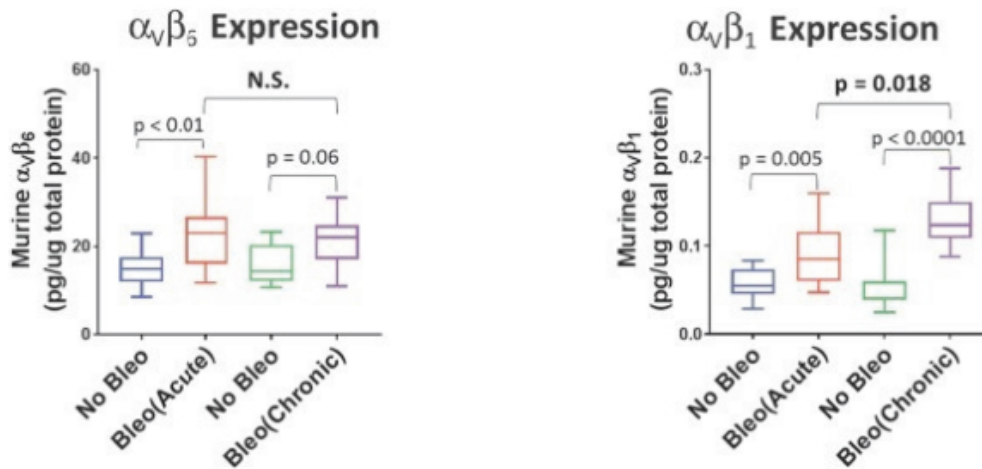 αVβ5 Expression
60
40
20
0
Murine αVβ6
(pg/ug total protein)
N.S.
p < 0.01
p = 0.06
No Bleo
Bleo(Acute)
No Bleo
Bleo(Chronic)
αVβ1 Expression
0.3
0.2
0.1
0.0
Murine αVβ1
(pg/ug total protein)
p = 0.018
p < 0.0001
p = 0.005
No Bleo
Bleo(Acute)
No Bleo
Bleo(Chronic)